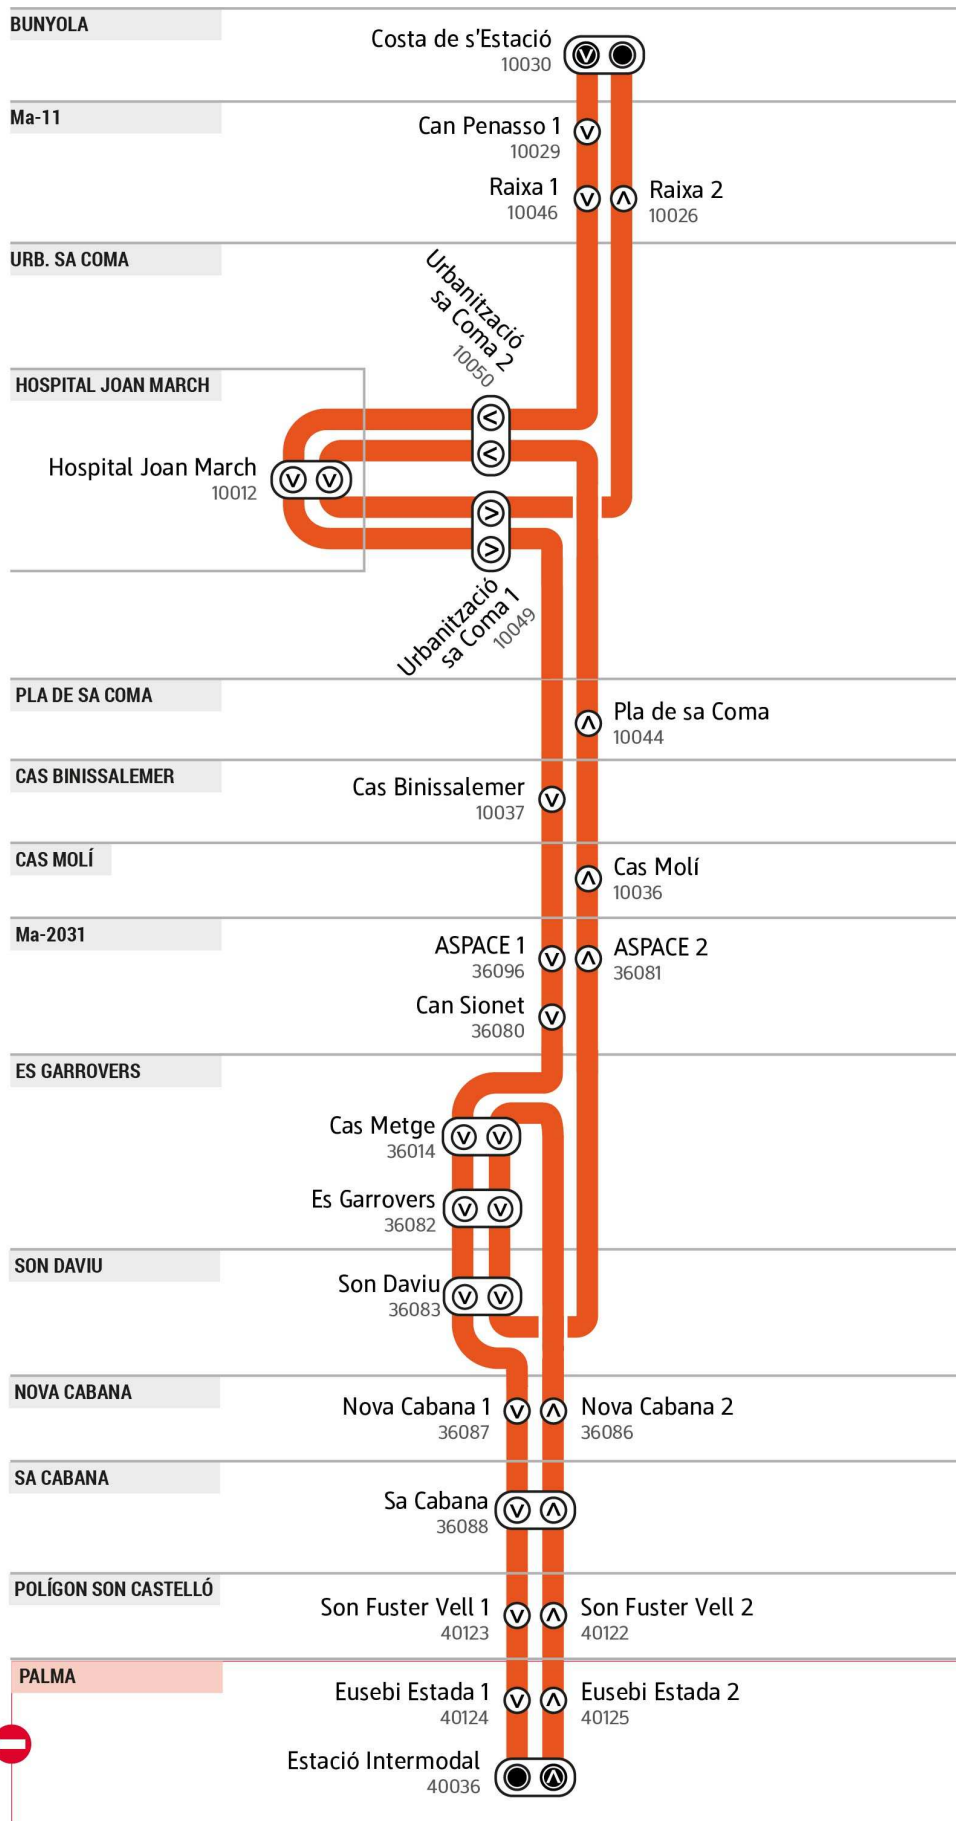 BUNYOLA
Costa de s'Estació
10030
Ma-11
Can Penasso 1
10029
Raixa 1
10046
Raixa 2
10026
URB. SA COMA
Urbanització
sa Coma 2
10050
HOSPITAL JOAN MARCH
Hospital Joan March
10012
Urbanització
sa Coma 1
10049
PLA DE SA COMA
Pla de sa Coma
10044
CAS BINISSALEMER
Cas Binissalemer
10037
CAS MOLÍ
Cas Molí
10036
Ma-2031
ASPACE 1
36096
ASPACE 2
36081
Can Sionet
36080
ES GARROVERS
Cas Metge
36014
Es Garrovers
36082
SON DAVIU
Son Daviu
36083
NOVA CABANA
Nova Cabana 1
36087
Nova Cabana 2
36086
SA CABANA
Sa Cabana
36088
POLÍGON SON CASTELLÓ
Son Fuster Vell 1
40123
Son Fuster Vell 2
40122
PALMA
Eusebi Estada 1
40124
Eusebi Estada 2
40125
Estació Intermodal
40036